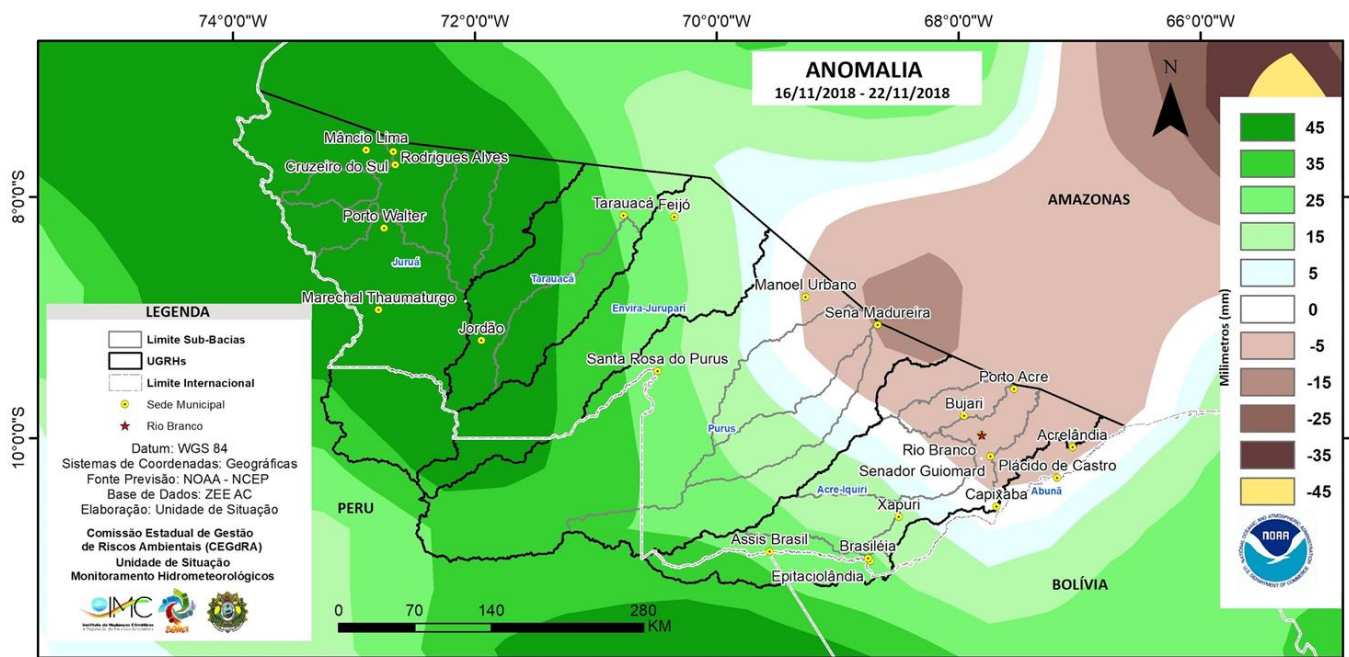 74°0'0"W
72°0'0"W
70°0'0"W
68°0'0"W
66°0'0"W
ANOMALIA
16/11/2018 - 22/11/2018
N
8°0'0"S
10°0'0"S
Mâncio Lima
Rodrigues Alves
Cruzeiro do Sul
Porto Walter
Juruá
Marechal Thaumaturgo
Jordão
Tarauacá
Feijó
Tarauacá
Envira-Jurupari
Santa Rosa do Purus
Purus
Manoel Urbano
Sena Madureira
AMAZONAS
Porto Acre
Bujari
Rio Branco
Acrelândia
Senador Guiomard
Plácido de Castro
Abunã
Capixaba
Acre-Iquiri
Xapuri
Assis Brasil
Brasiléia
Epitaciolândia
PERU
BOLÍVIA
LEGENDA
Limite Sub-Bacias
UGRHs
Limite Internacional
Sede Municipal
Rio Branco
Datum: WGS 84
Sistemas de Coordenadas: Geográficas
Fonte Previsão: NOAA - NCEP
Base de Dados: ZEE AC
Elaboração: Unidade de Situação
Comissão Estadual de Gestão
de Riscos Ambientais (CEGdRA)
Unidade de Situação
Monitoramento Hidrometeorológicos
IMC
0 70 140 280
KM
Milimetros (mm)
45
35
25
15
5
0
-5
-15
-25
-35
-45
NOAA